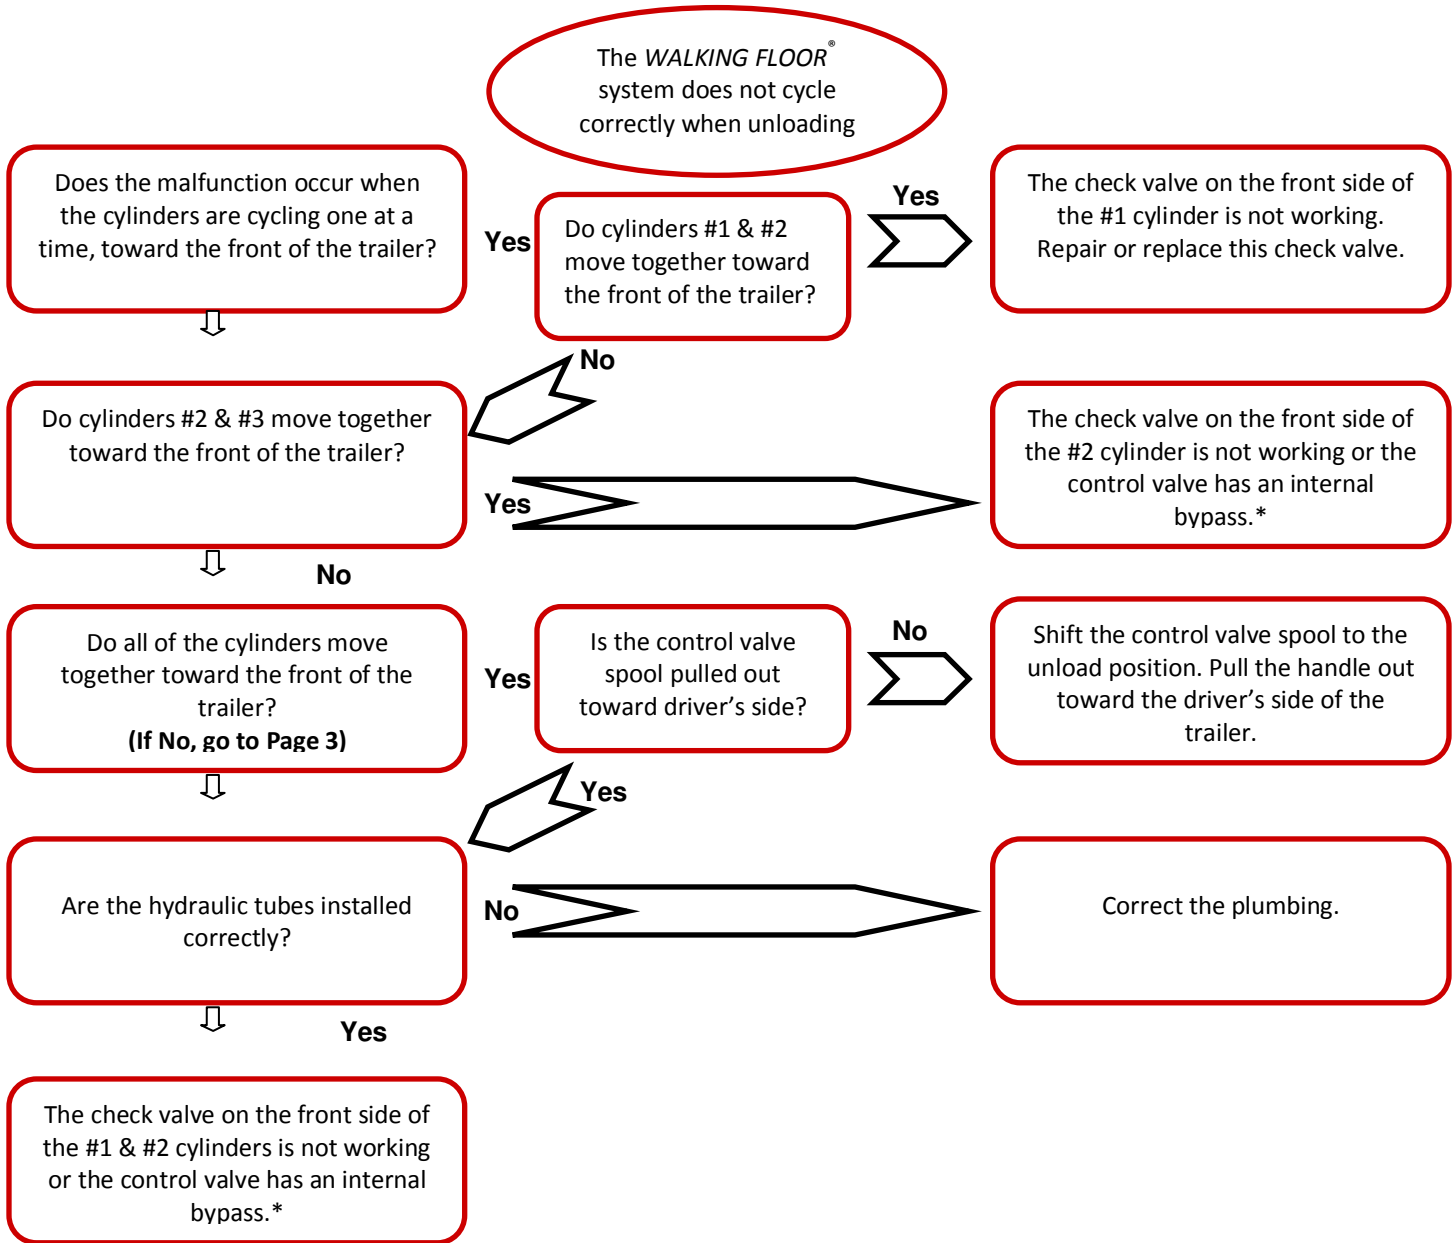 The WALKING FLOOR®
system does not cycle
correctly when unloading
Does the malfunction occur when
the cylinders are cycling one at a
time, toward the front of the trailer?
Yes
Do cylinders #1 & #2
move together toward
the front of the trailer?
Yes
The check valve on the front side of
the #1 cylinder is not working.
Repair or replace this check valve.
No
Do cylinders #2 & #3 move together
toward the front of the trailer?
Yes
The check valve on the front side of
the #2 cylinder is not working or the
control valve has an internal
bypass.*
No
Do all of the cylinders move
together toward the front of the
trailer?
(If No, go to Page 3)
Yes
Is the control valve
spool pulled out
toward driver’s side?
No
Shift the control valve spool to the
unload position. Pull the handle out
toward the driver’s side of the
trailer.
Yes
Are the hydraulic tubes installed
correctly?
No
Correct the plumbing.
Yes
The check valve on the front side of
the #1 & #2 cylinders is not working
or the control valve has an internal
bypass.*